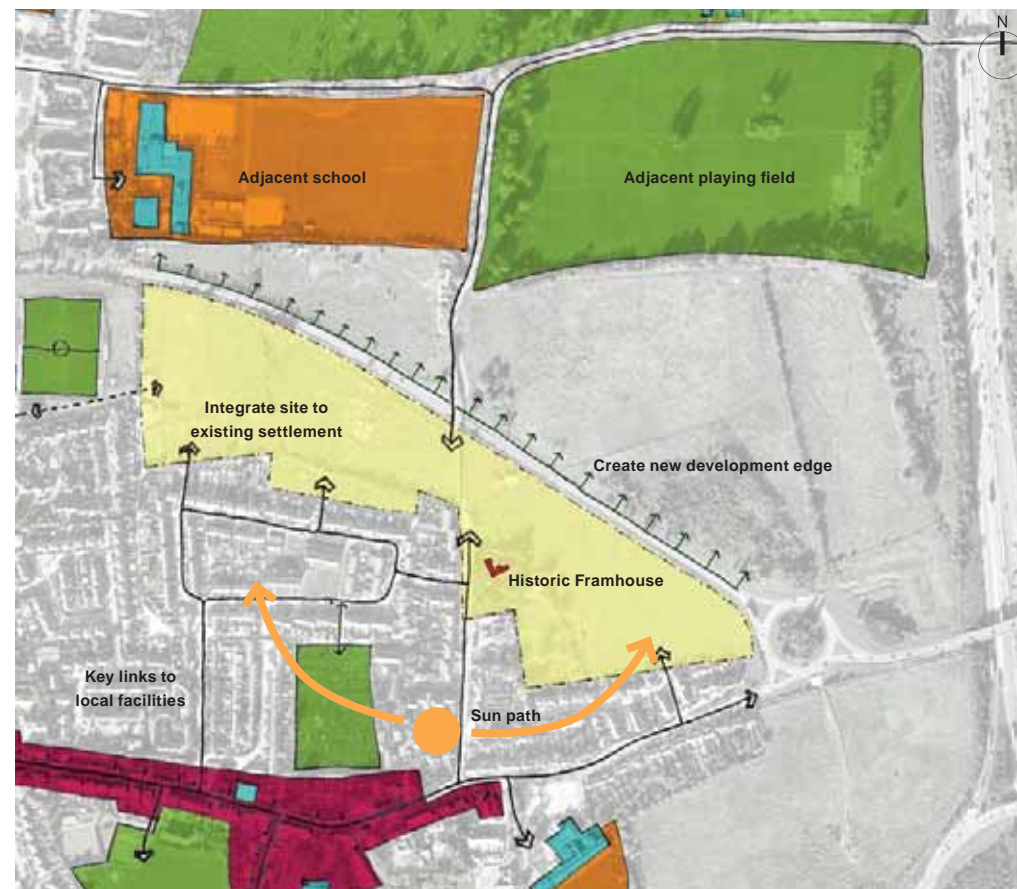 N
Adjacent school
Adjacent playing field
Integrate site to
existing settlement
Create new development edge
Historic Framhouse
Key links to
local facilities
Sun path